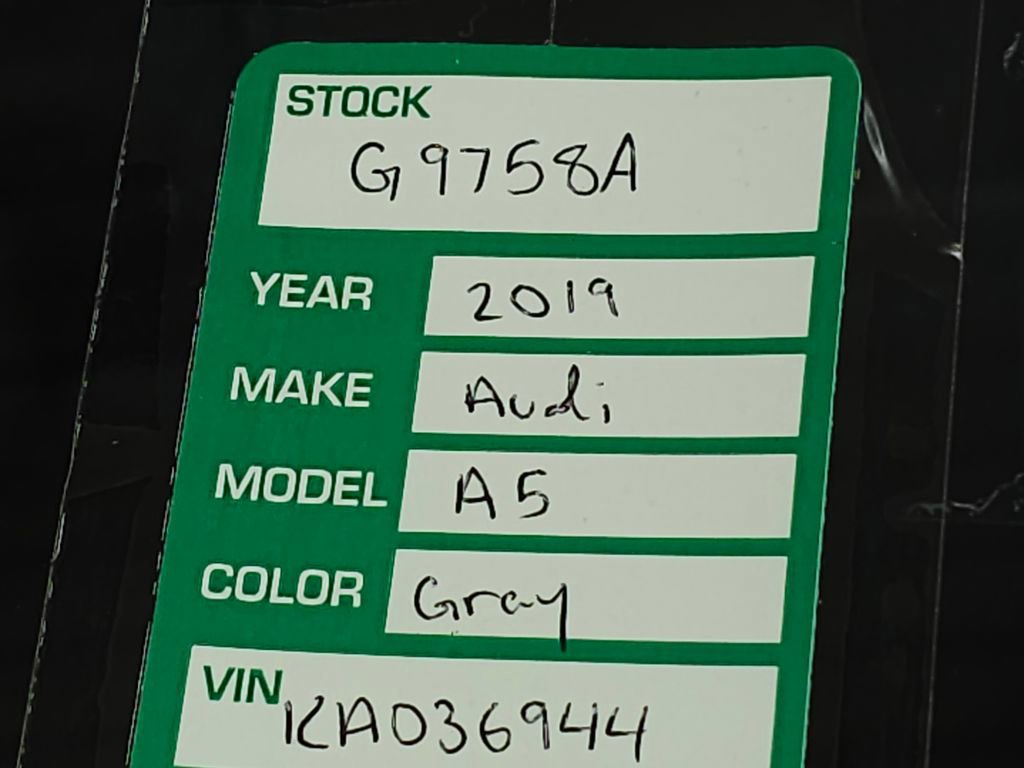 STOCK
G9758A
YEAR 2019
MAKE Audi
MODEL A5
COLOR Gray
VIN KA036944